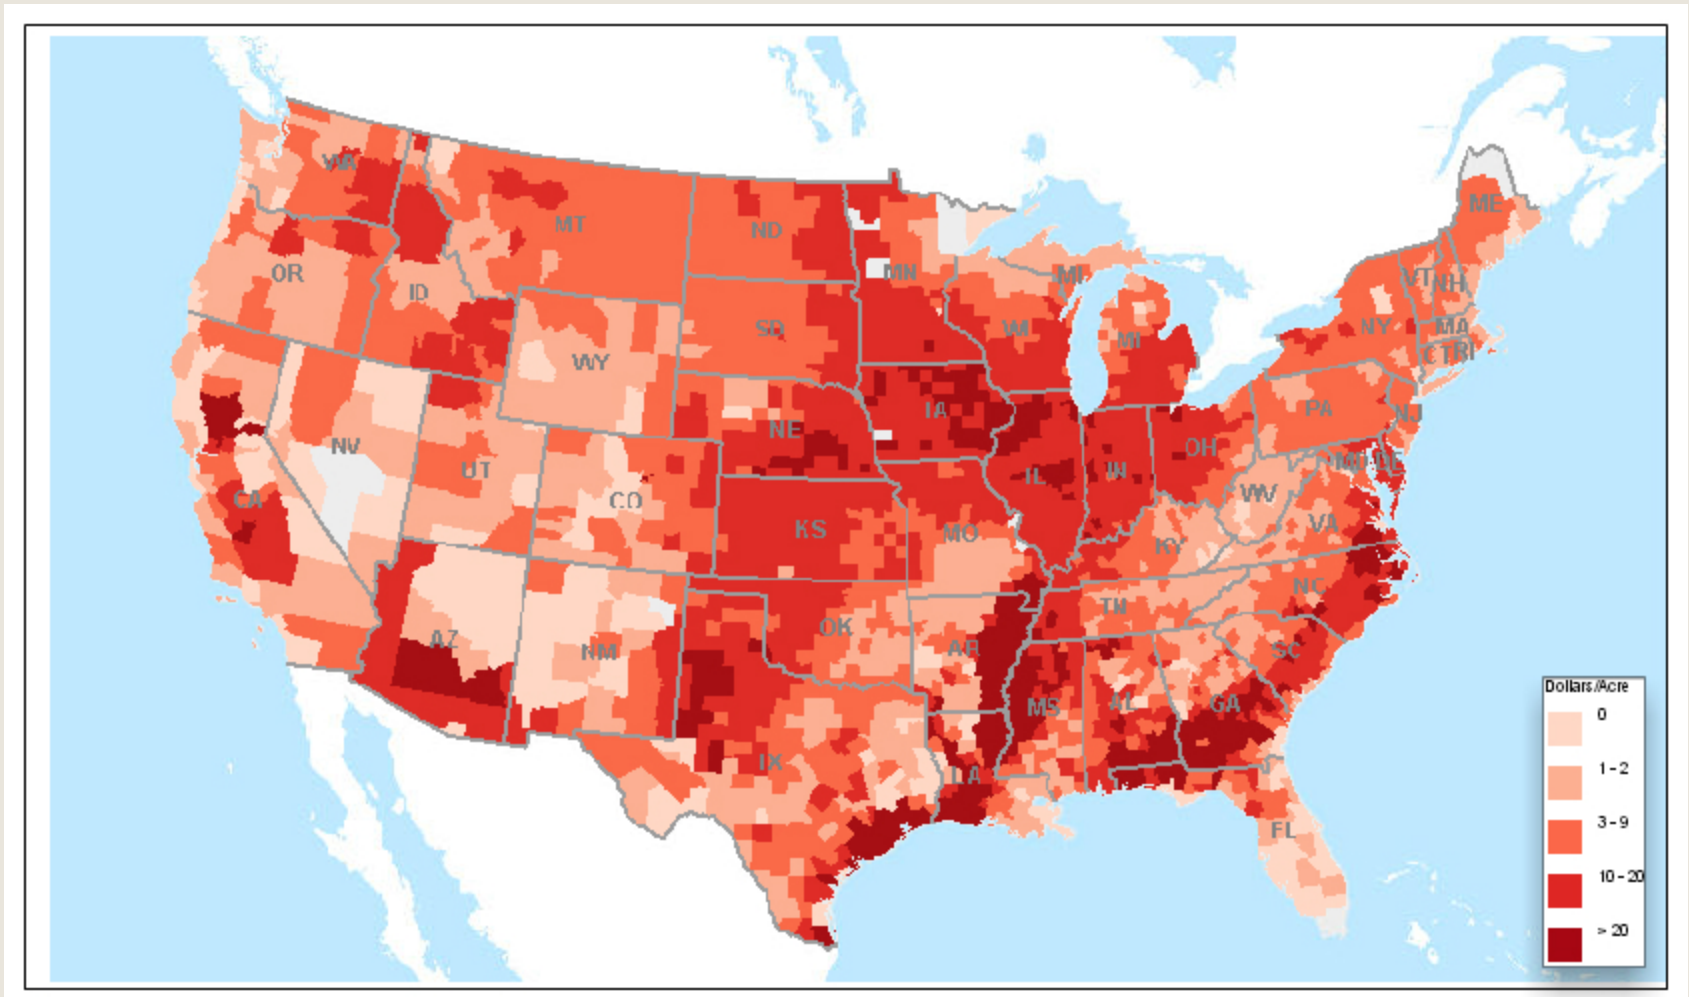 WA
MT
ND
ME
OR
ID
MN
MI
VT
NH
SD
WI
NY
MA
WY
MI
CT
RI
IA
PA
NJ
NE
NV
UT
IL
IN
OH
MD
DE
CO
WV
CA
KS
MO
VA
KY
NC
TN
OK
AZ
AR
NM
SC
MS
AL
GA
TX
LA
FL
Dollars/Acre
0
1 - 2
3 - 9
10 - 20
> 20